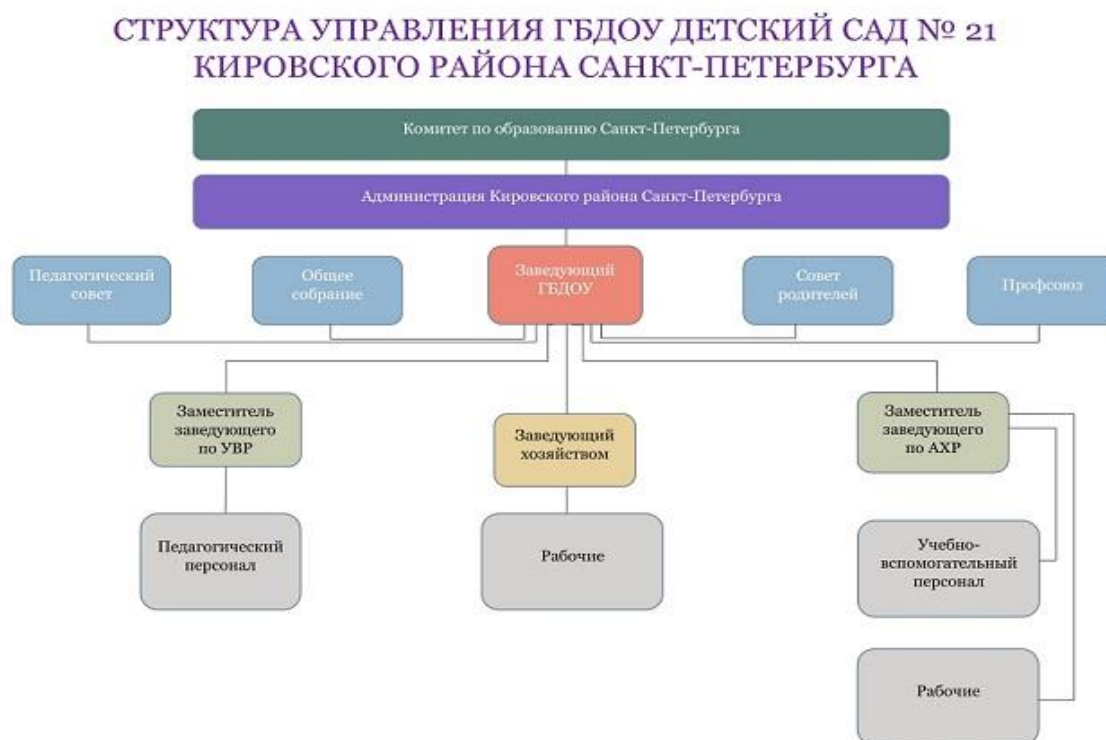 СТРУКТУРА УПРАВЛЕНИЯ ГБДОУ ДЕТСКИЙ САД № 21
КИРОВСКОГО РАЙОНА САНКТ-ПЕТЕРБУРГА
Комитет по образованию Санкт-Петербурга
Администрация Кировского района Санкт-Петербурга
Педагогический
совет
Общее
собрание
Заведующий
ГБДОУ
Совет
родителей
Профсоюз
Заместитель
заведующего
по УВР
Заведующий
хозяйством
Заместитель
заведующего
по АХР
Педагогический
персонал
Рабочие
Учебно-
вспомогательный
персонал
Рабочие